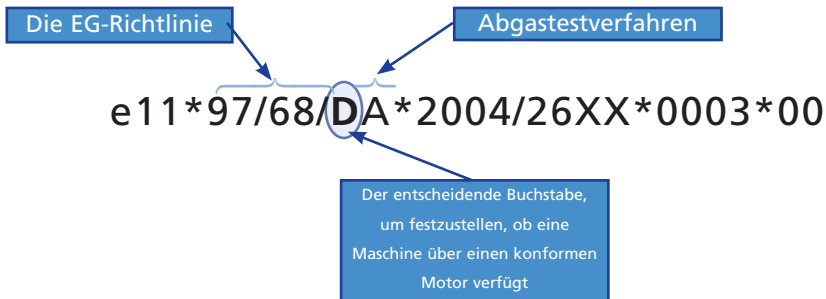 Die EG-Richtlinie
Abgastestverfahren
e11*97/68/DA*2004/26XX*0003*00
Der entscheidende Buchstabe,
um festzustellen, ob eine
Maschine über einen konformen
Motor verfügt